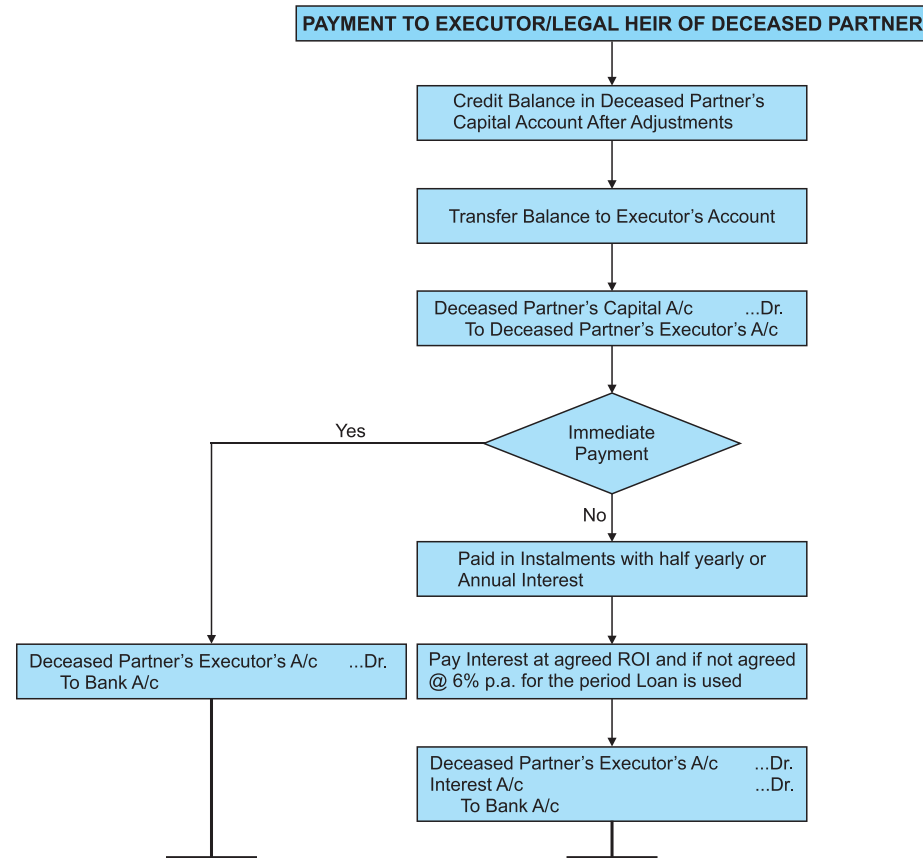 PAYMENT TO EXECUTOR/LEGAL HEIR OF DECEASED PARTNER
Credit Balance in Deceased Partner's
Capital Account After Adjustments
Transfer Balance to Executor's Account
Deceased Partner's Capital A/c ...Dr.
To Deceased Partner's Executor's A/c
Immediate
Payment
Yes
No
Paid in Instalments with half yearly or
Annual Interest
Deceased Partner's Executor's A/c ...Dr.
To Bank A/c
Pay Interest at agreed ROI and if not agreed
@ 6% p.a. for the period Loan is used
Deceased Partner's Executor's A/c ...Dr.
Interest A/c ...Dr.
To Bank A/c